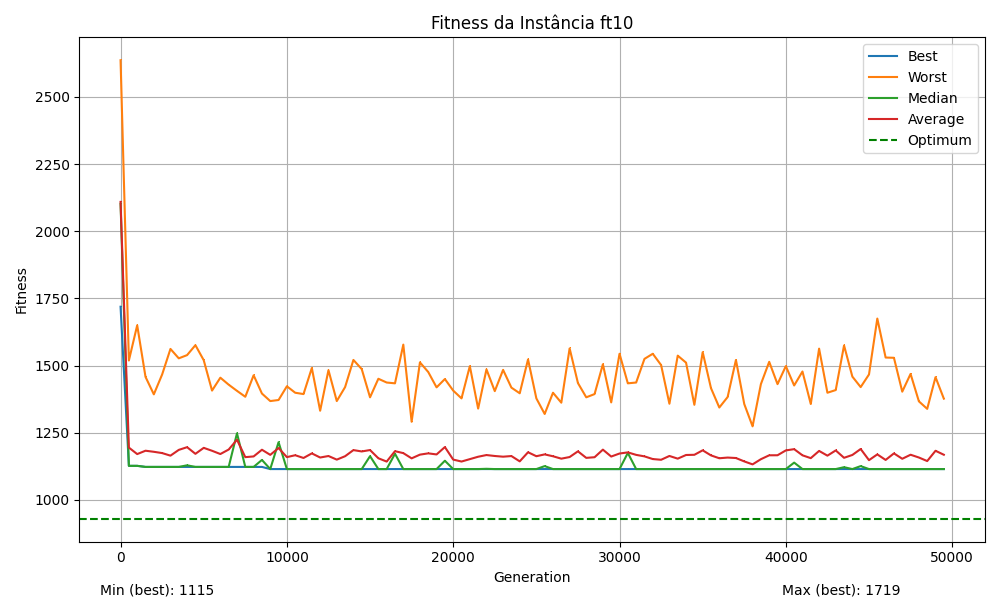 Fitness da Instância ft10
Best
Worst
Median
Average
Optimum
Fitness
2500
2250
2000
1750
1500
1250
1000
0 10000 20000 30000 40000 50000
Generation
Min (best): 1115 Max (best): 1719